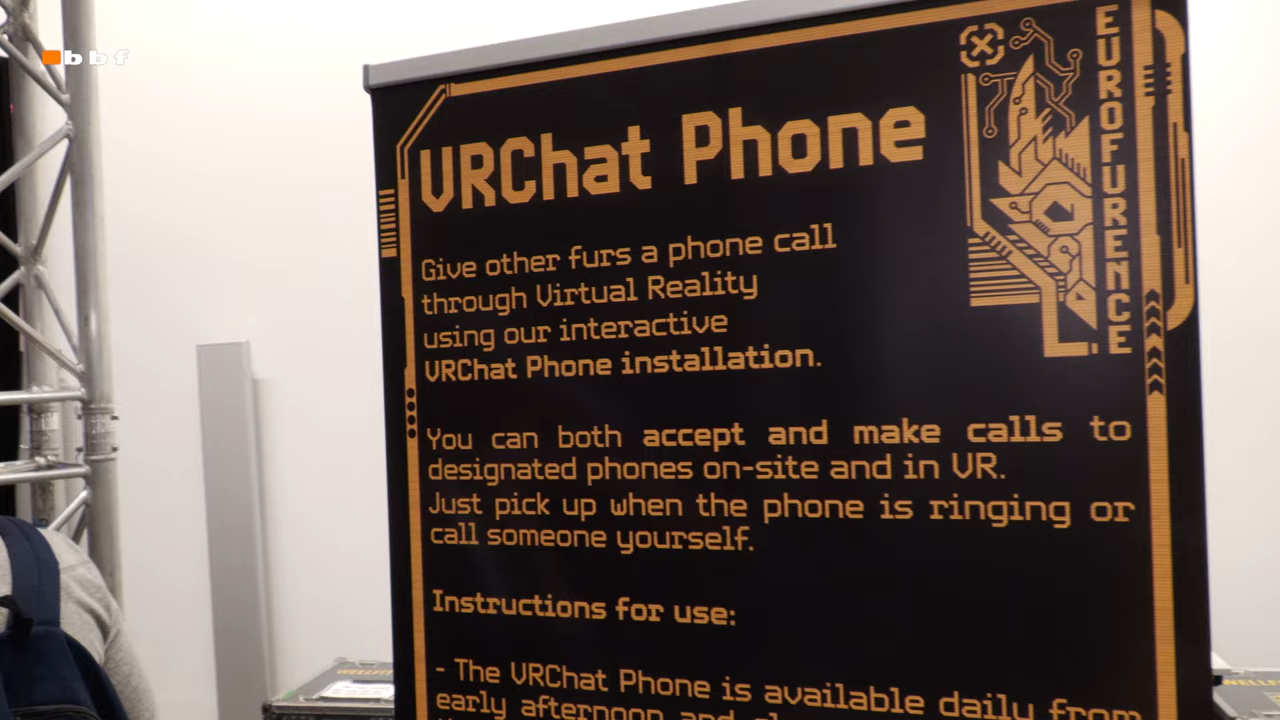 bbf
VRChat Phone
EUROFURENCE
Give other furs a phone call
through Virtual Reality
using our interactive
VRChat Phone installation.
You can both accept and make calls to
designated phones on-site and in VR.
Just pick up when the phone is ringing or
call someone yourself.
Instructions for use:
- The VRChat Phone is available daily from
early afternoon and